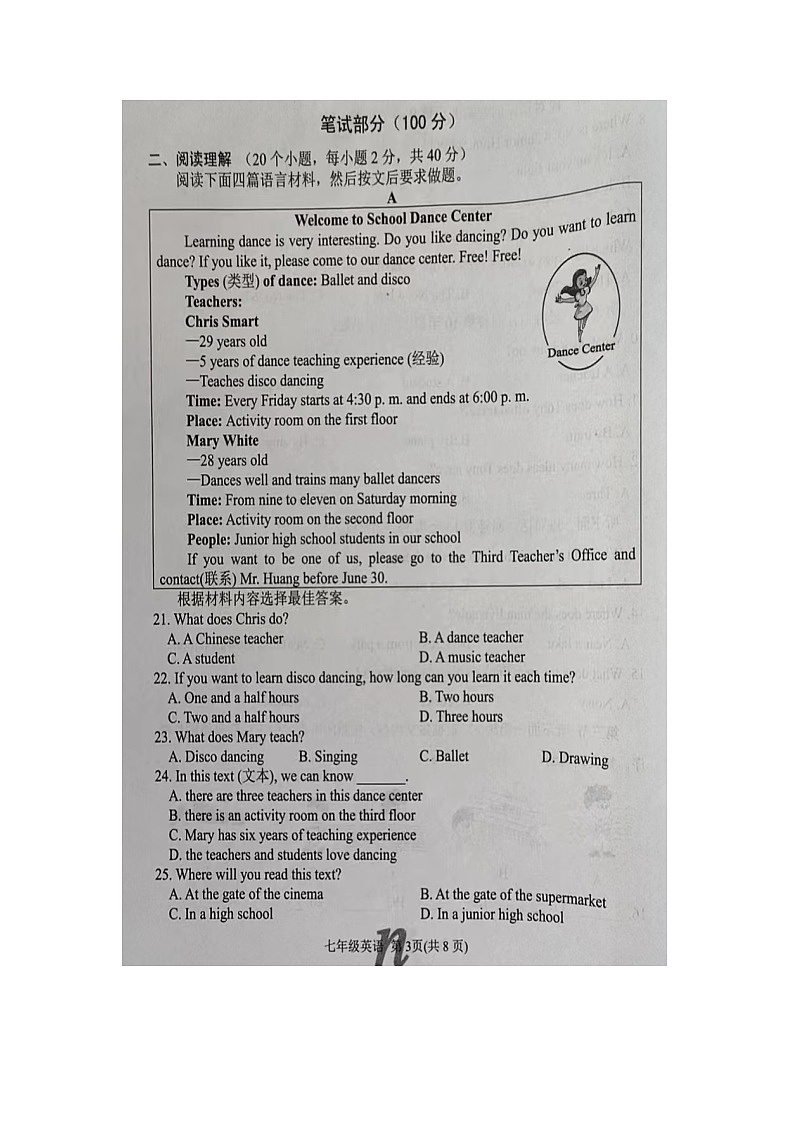 笔试部分（100 分）
二、阅读理解 （20 个小题，每小题 2 分，共 40 分）
阅读下面四篇语言材料，然后按文后要求做题。
A
Welcome to School Dance Center
Learning dance is very interesting. Do you like dancing? Do you want to learn
dance? If you like it, please come to our dance center. Free! Free!
Types (类型) of dance: Ballet and disco
Teachers:
Chris Smart
—29 years old
—5 years of dance teaching experience (经验)
—Teaches disco dancing
Dance Center
Time: Every Friday starts at 4:30 p. m. and ends at 6:00 p. m.
Place: Activity room on the first floor
Mary White
—28 years old
—Dances well and trains many ballet dancers
Time: From nine to eleven on Saturday morning
Place: Activity room on the second floor
People: Junior high school students in our school
If you want to be one of us, please go to the Third Teacher's Office and
contact(联系) Mr. Huang before June 30.
根据材料内容选择最佳答案。
21. What does Chris do?
A. A Chinese teacher B. A dance teacher
C. A student D. A music teacher
22. If you want to learn disco dancing, how long can you learn it each time?
A. One and a half hours B. Two hours
C. Two and a half hours D. Three hours
23. What does Mary teach?
A. Disco dancing B. Singing C. Ballet D. Drawing
24. In this text (文本), we can know ______.
A. there are three teachers in this dance center
B. there is an activity room on the third floor
C. Mary has six years of teaching experience
D. the teachers and students love dancing
25. Where will you read this text?
A. At the gate of the cinema B. At the gate of the supermarket
C. In a high school D. In a junior high school
七年级英语 第 3页(共 8 页)
n